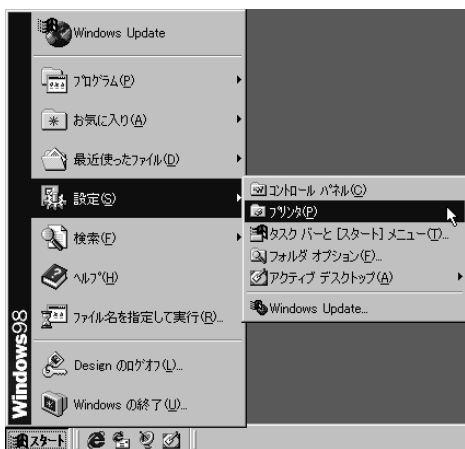 Windows Update
プログラム(P)
お気に入り(A)
最近使ったファイル(D)
設定(S)
検索(F)
ヘルプ(H)
ファイル名を指定して実行(R)...
Design のログオフ(L)...
Windows の終了(U)...
Windows98
コントロール パネル(C)
プリンタ(P)
タスク バーと [スタート] メニュー(T)...
フォルダ オプション(F)...
アクティブ デスクトップ(A)
Windows Update...
スタート